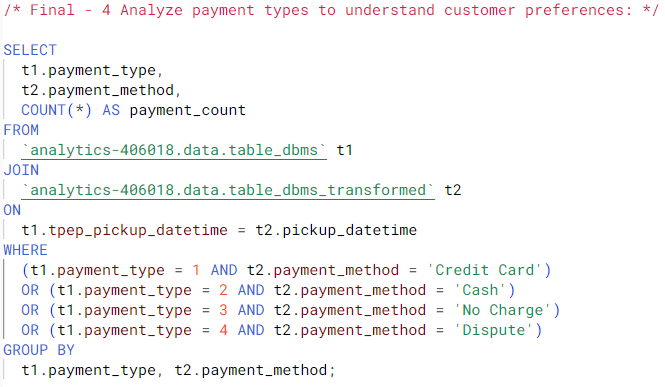 /* Final - 4 Analyze payment types to understand customer preferences: */
SELECT
t1.payment_type,
t2.payment_method,
COUNT(*) AS payment_count
FROM
`analytics-406018.data.table_dbms` t1
JOIN
`analytics-406018.data.table_dbms_transformed` t2
ON
t1.tpep_pickup_datetime = t2.pickup_datetime
WHERE
(t1.payment_type = 1 AND t2.payment_method = 'Credit Card')
OR (t1.payment_type = 2 AND t2.payment_method = 'Cash')
OR (t1.payment_type = 3 AND t2.payment_method = 'No Charge')
OR (t1.payment_type = 4 AND t2.payment_method = 'Dispute')
GROUP BY
t1.payment_type, t2.payment_method;